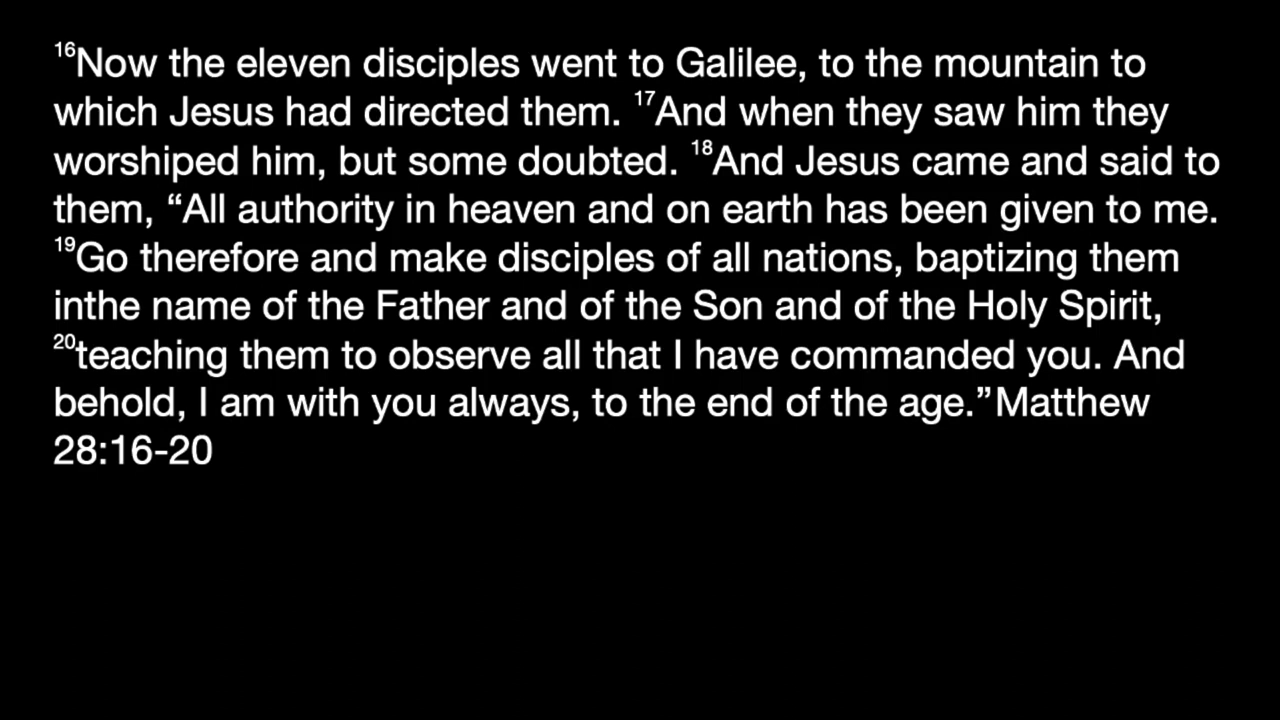 16Now the eleven disciples went to Galilee, to the mountain to
which Jesus had directed them. 17And when they saw him they
worshiped him, but some doubted. 18And Jesus came and said to
them, “All authority in heaven and on earth has been given to me.
19Go therefore and make disciples of all nations, baptizing them
inthe name of the Father and of the Son and of the Holy Spirit,
20teaching them to observe all that I have commanded you. And
behold, I am with you always, to the end of the age.”Matthew
28:16-20